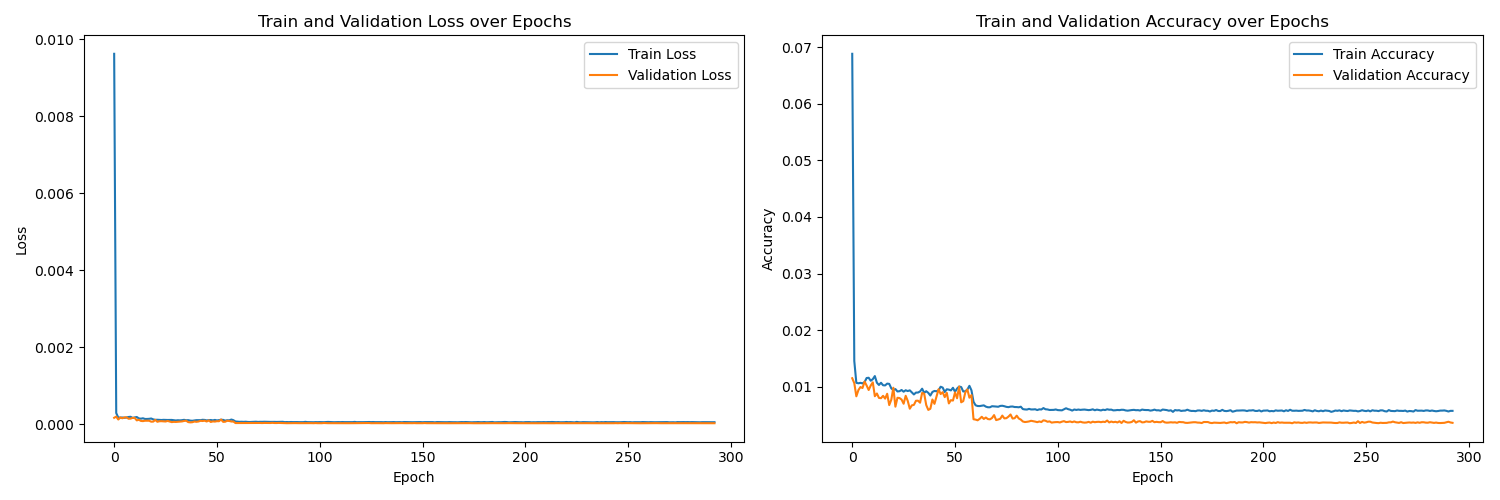 Train and Validation Loss over Epochs
0.010
0.008
0.006
0.004
0.002
0.000
Loss
Train Loss
Validation Loss
0 50 100 150 200 250 300
Epoch
Train and Validation Accuracy over Epochs
0.07
0.06
0.05
0.04
0.03
0.02
0.01
Accuracy
Train Accuracy
Validation Accuracy
0 50 100 150 200 250 300
Epoch